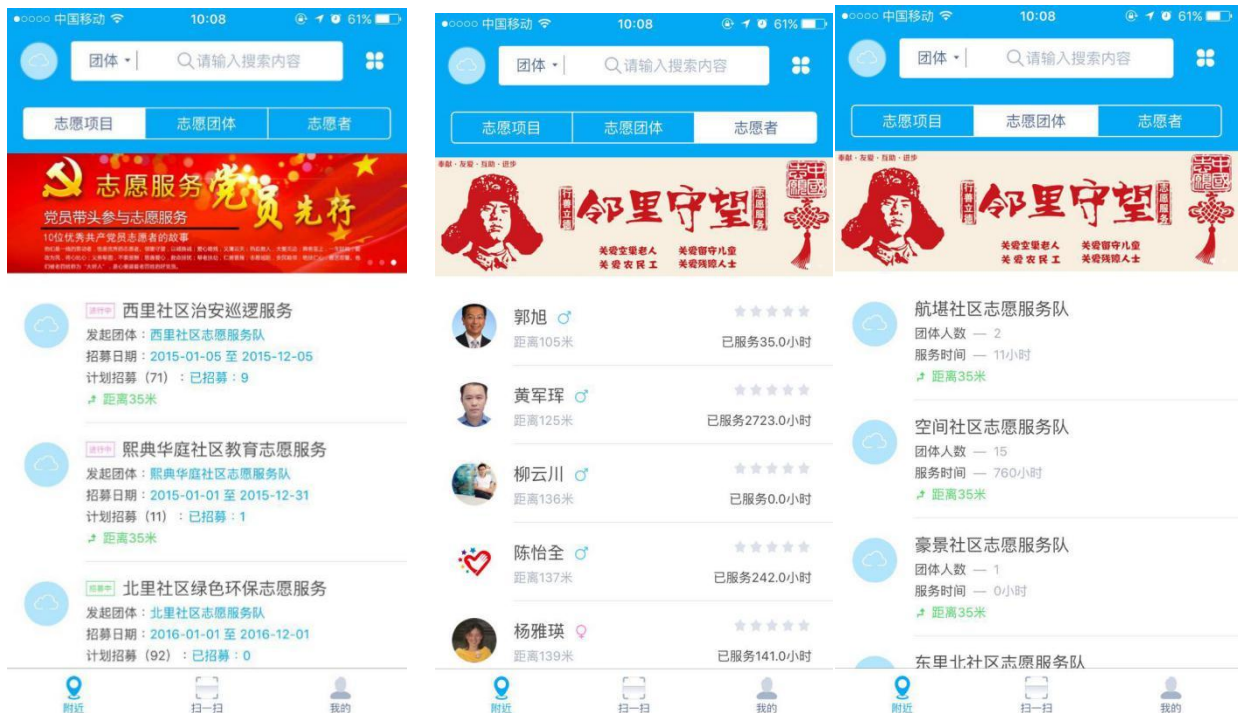 中国移动 10:08 61%
团体 请输入搜索内容
志愿项目 志愿团体 志愿者
志愿服务党员先行
党员带头参与志愿服务
10位优秀共产党员志愿者的故事
进行中 西里社区治安巡逻服务
发起团体：西里社区志愿服务队
招募日期：2015-01-05 至 2015-12-05
计划招募（71）：已招募：9
距离35米
进行中 熙典华庭社区教育志愿服务
发起团体：熙典华庭社区志愿服务队
招募日期：2015-01-01 至 2015-12-31
计划招募（11）：已招募：1
距离35米
招募中 北里社区绿色环保志愿服务
发起团体：北里社区志愿服务队
招募日期：2016-01-01 至 2016-12-01
计划招募（92）：已招募：0
附近 扫一扫 我的
中国移动 10:08 61%
团体 请输入搜索内容
志愿项目 志愿团体 志愿者
奉献·友爱·互助·进步
行善立德 邻里守望 志愿服务 中國志願
关爱空巢老人 关爱留守儿童
关爱农民工 关爱残障人士
郭旭
距离105米 已服务35.0小时
黄军珲
距离125米 已服务2723.0小时
柳云川
距离136米 已服务0.0小时
陈怡全
距离137米 已服务242.0小时
杨雅瑛
距离139米 已服务141.0小时
附近 扫一扫 我的
中国移动 10:08 61%
团体 请输入搜索内容
志愿项目 志愿团体 志愿者
奉献·友爱·互助·进步
行善立德 邻里守望 志愿服务 中國志願
关爱空巢老人 关爱留守儿童
关爱农民工 关爱残障人士
航堪社区志愿服务队
团体人数 — 2
服务时间 — 11小时
距离35米
空间社区志愿服务队
团体人数 — 15
服务时间 — 760小时
距离35米
豪景社区志愿服务队
团体人数 — 1
服务时间 — 0小时
距离35米
东里北社区志愿服务队
附近 扫一扫 我的